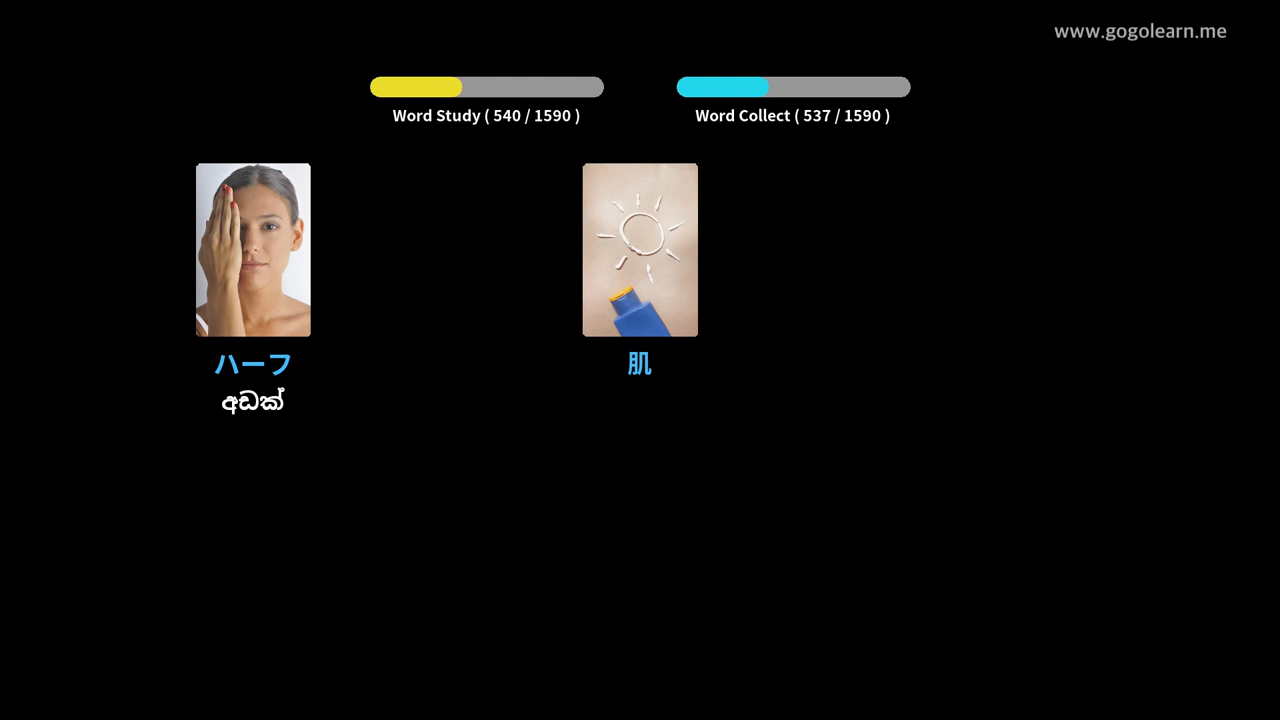 www.gogolearn.me
Word Study ( 540 / 1590 )
Word Collect ( 537 / 1590 )
ハーフ
අඩක්
肌